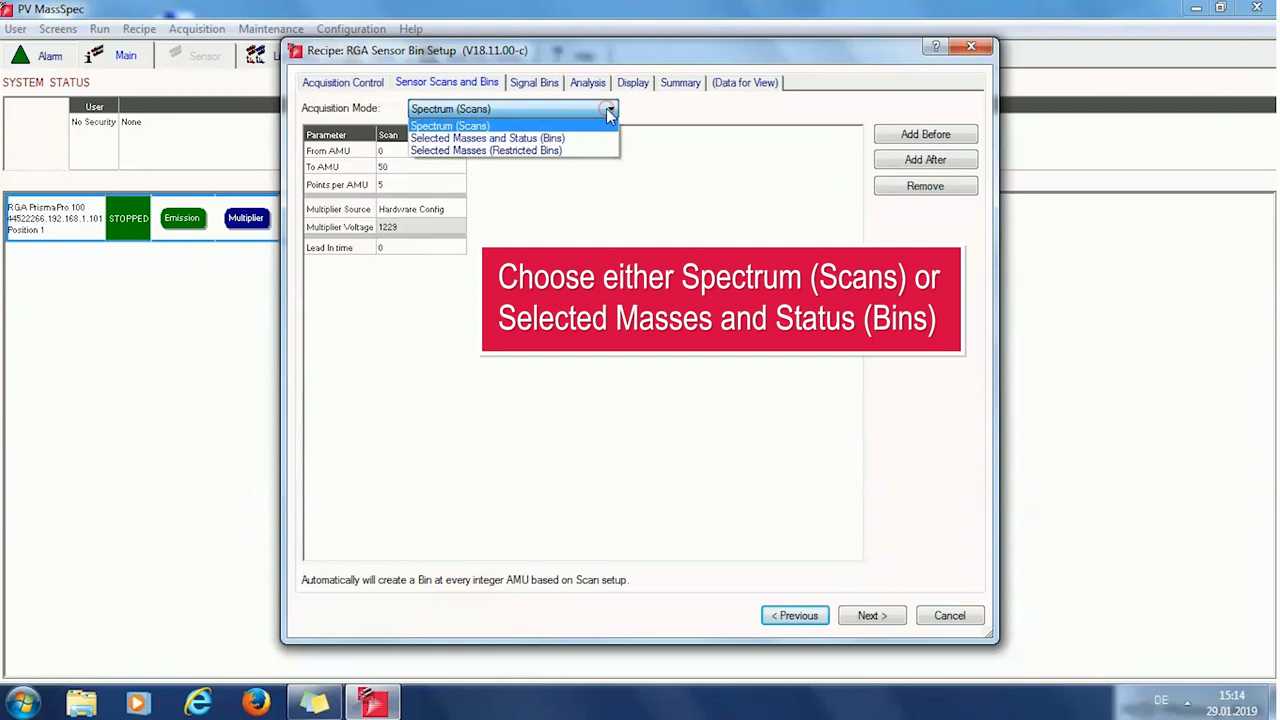 PV MassSpec
User Screens Run Recipe Acquisition Maintenance Configuration Help
Alarm Main Sensor
SYSTEM STATUS
User
No Security None
RGA PrismaPro 100
44522266.192.168.1.101
Position 1
STOPPED Emission Multiplier
Recipe: RGA Sensor Bin Setup (V18.11.00-c)
Acquisition Control Sensor Scans and Bins Signal Bins Analysis Display Summary (Data for View)
Acquisition Mode: Spectrum (Scans)
Spectrum (Scans)
Selected Masses and Status (Bins)
Selected Masses (Restricted Bins)
Parameter Scan
From AMU 0
To AMU 50
Points per AMU 5
Multiplier Source Hardware Config
Multiplier Voltage 1229
Lead In time 0
Add Before
Add After
Remove
Choose either Spectrum (Scans) or
Selected Masses and Status (Bins)
Automatically will create a Bin at every integer AMU based on Scan setup.
< Previous Next > Cancel
DE 15:14
29.01.2019